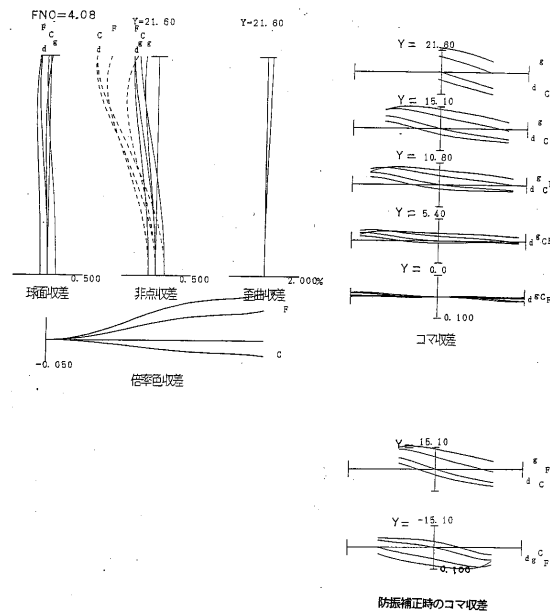 FNO=4.08
F
C
g
d
Y=21.60
C
F
d
F
C
g g
d
Y=21.60
0.500
球面収差
0.500
非点収差
2.000%
歪曲収差
F
C
-0.050
倍率色収差
Y= 21.60
g
d C
Y= 15.10
g
d C
Y= 10.80
g
d C F
Y= 5.40
d g C F
Y= 0.0
d g C F
0.100
コマ収差
Y= 15.10
g
F
d C
Y= -15.10
C
d g F
0.100
防振補正時のコマ収差